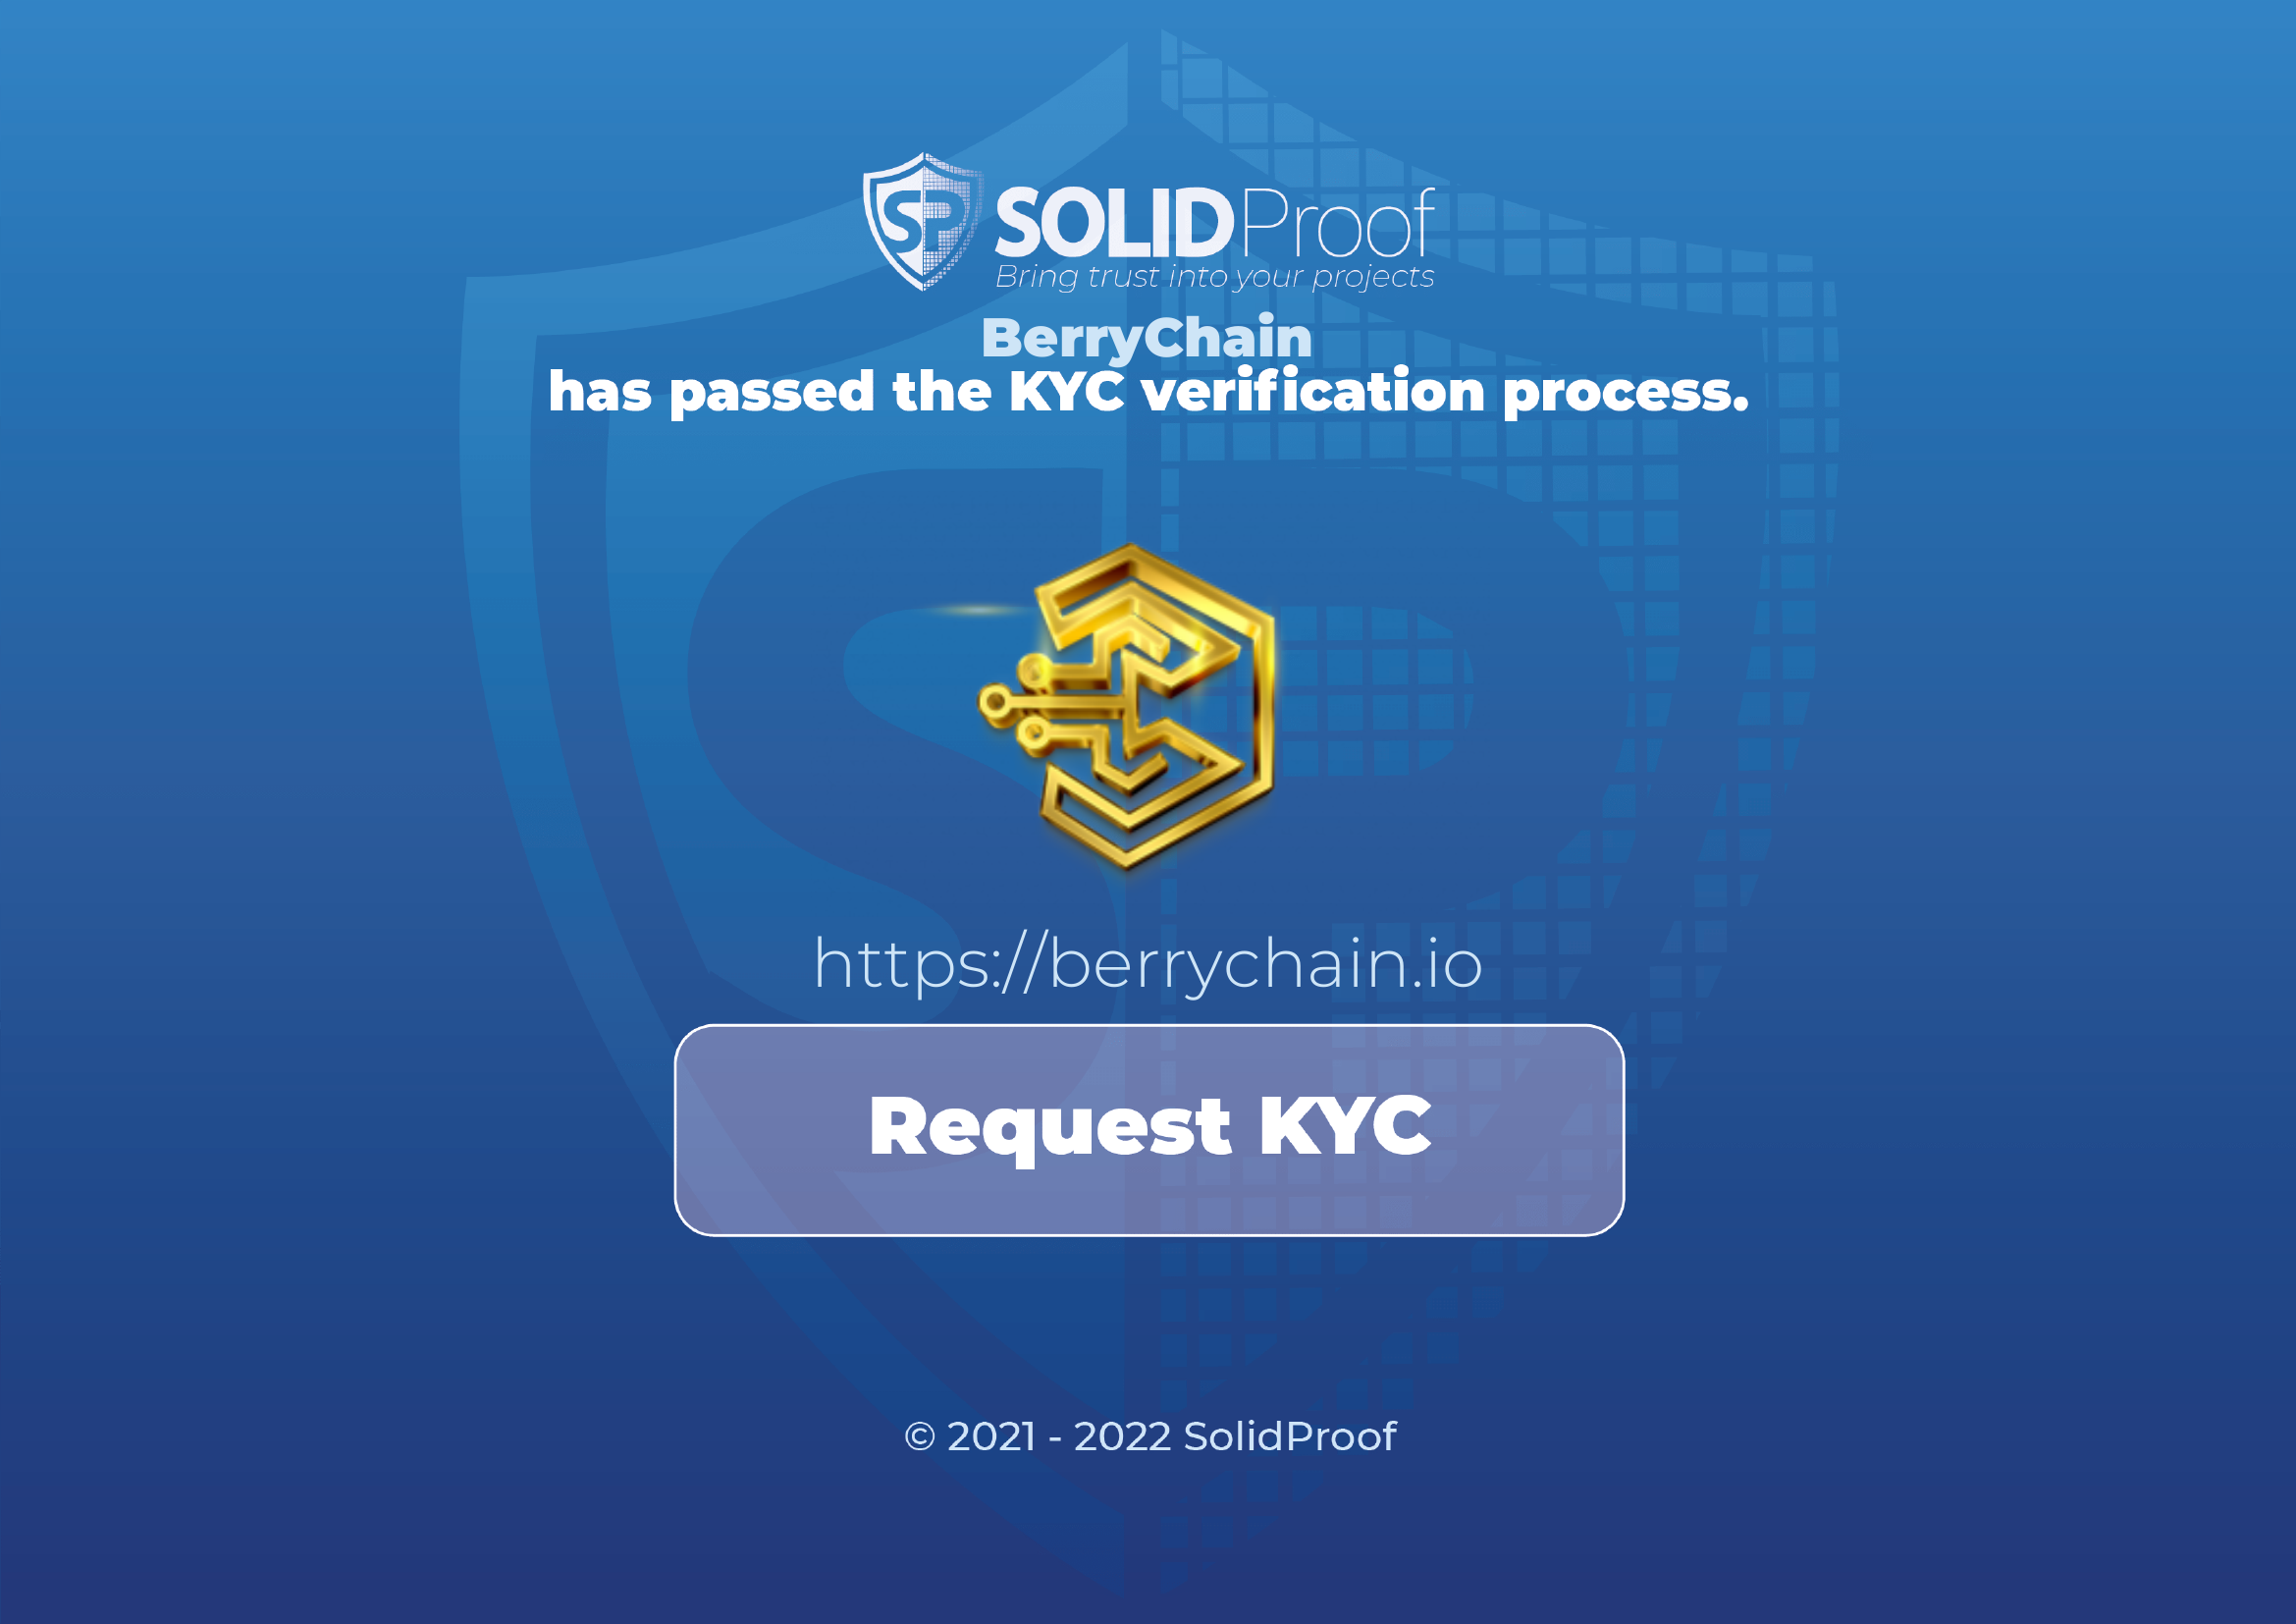 SP SOLIDProof
Bring trust into your projects
BerryChain
has passed the KYC verification process.
https://berrychain.io
Request KYC
© 2021 - 2022 SolidProof